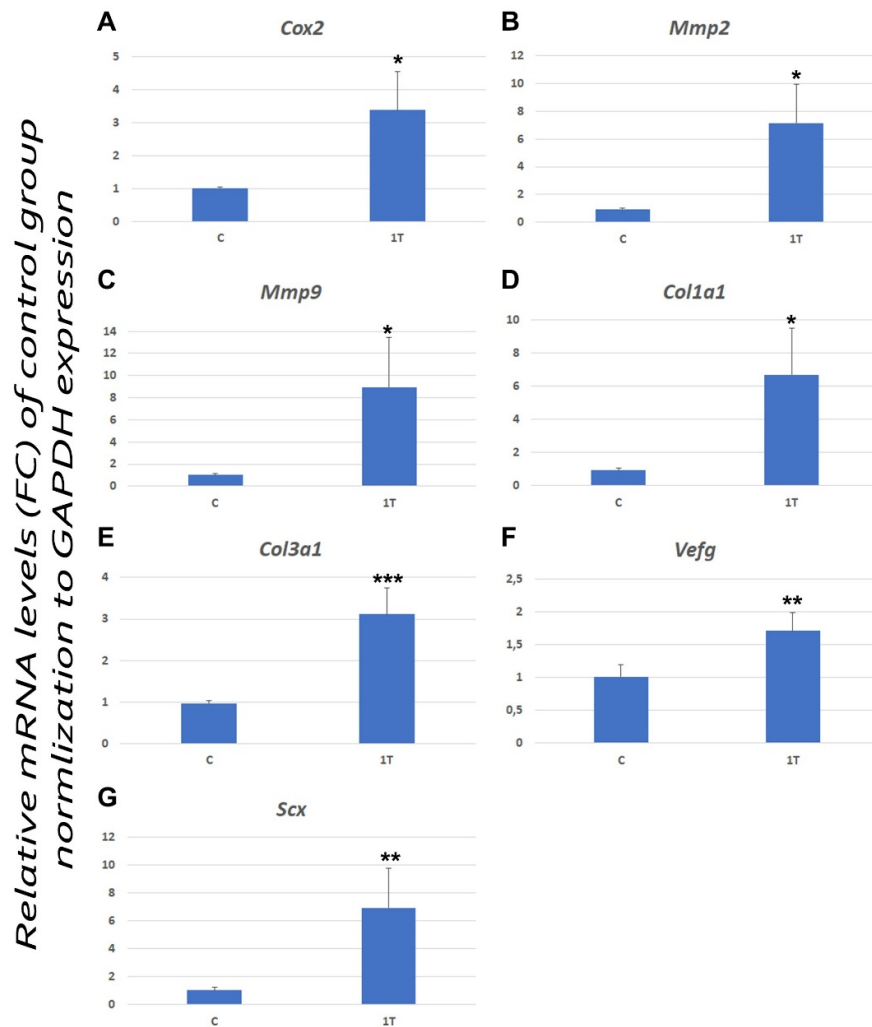 Relative mRNA levels (FC) of control group
normlization to GAPDH expression
A
Cox2
5
4
3
2
1
0
*
C
1T
B
Mmp2
12
10
8
6
4
2
0
*
C
1T
C
Mmp9
14
12
10
8
6
4
2
0
*
C
1T
D
Col1a1
10
8
6
4
2
0
*
C
1T
E
Col3a1
4
3
2
1
0
***
C
1T
F
Vefg
2,5
2
1,5
1
0,5
0
**
C
1T
G
Scx
12
10
8
6
4
2
0
**
C
1T